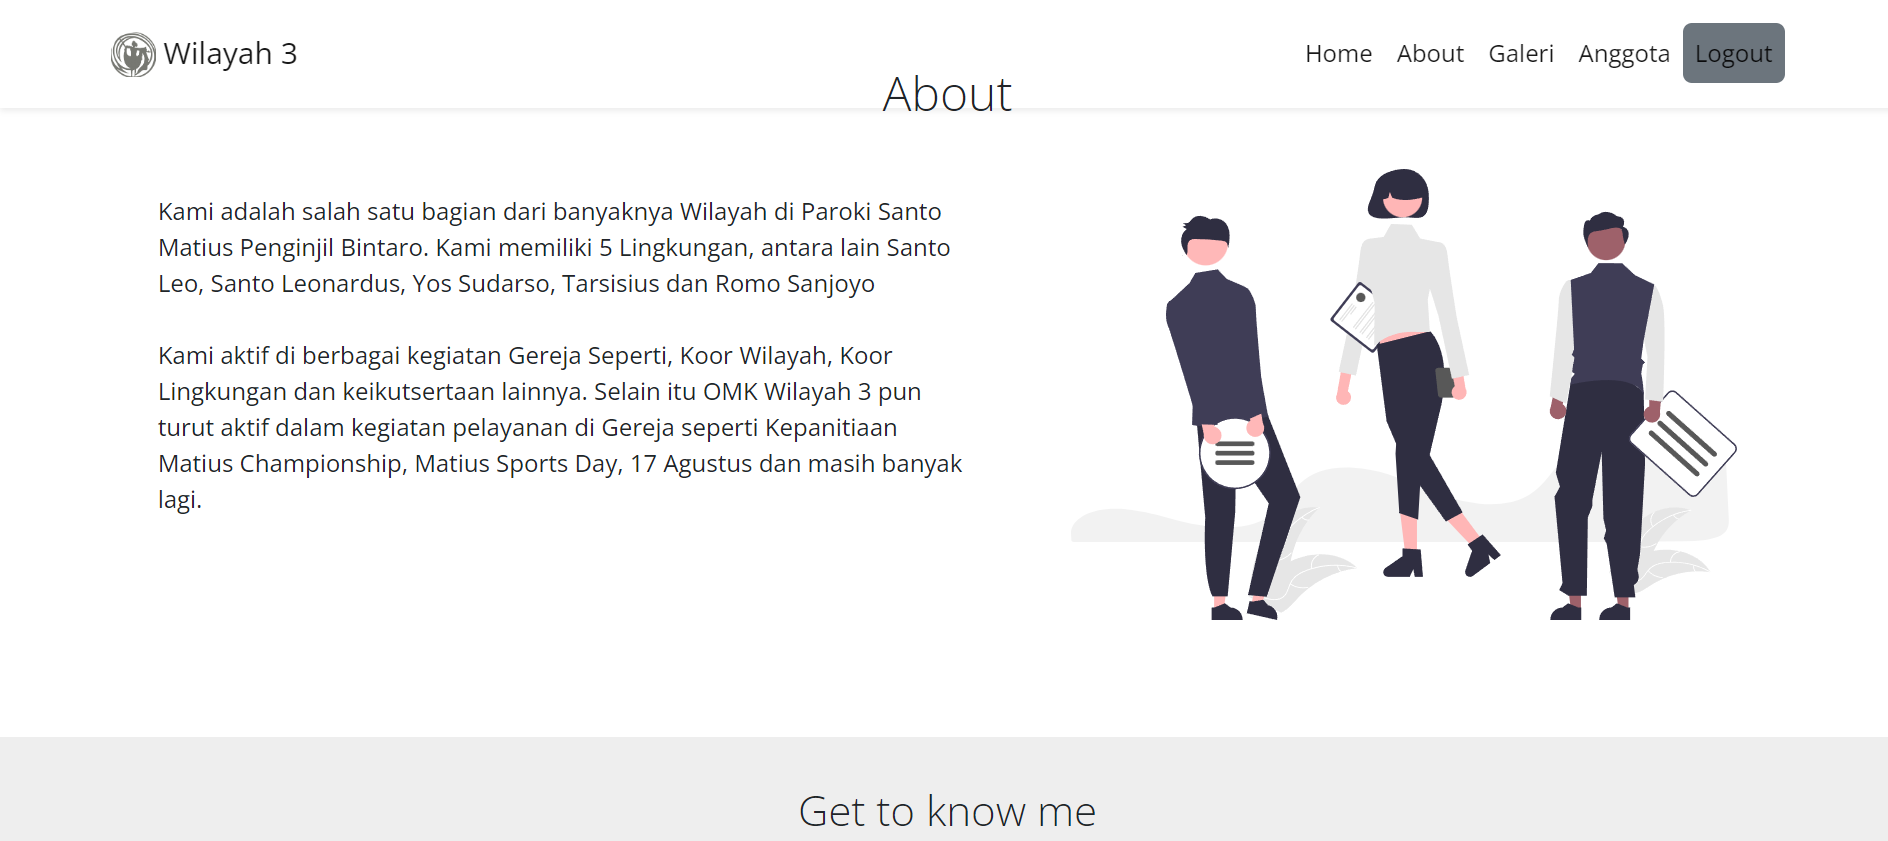 Wilayah 3
Home About Galeri Anggota Logout
About
Kami adalah salah satu bagian dari banyaknya Wilayah di Paroki Santo
Matius Penginjil Bintaro. Kami memiliki 5 Lingkungan, antara lain Santo
Leo, Santo Leonardus, Yos Sudarso, Tarsisius dan Romo Sanjoyo
Kami aktif di berbagai kegiatan Gereja Seperti, Koor Wilayah, Koor
Lingkungan dan keikutsertaan lainnya. Selain itu OMK Wilayah 3 pun
turut aktif dalam kegiatan pelayanan di Gereja seperti Kepanitiaan
Matius Championship, Matius Sports Day, 17 Agustus dan masih banyak
lagi.
Get to know me